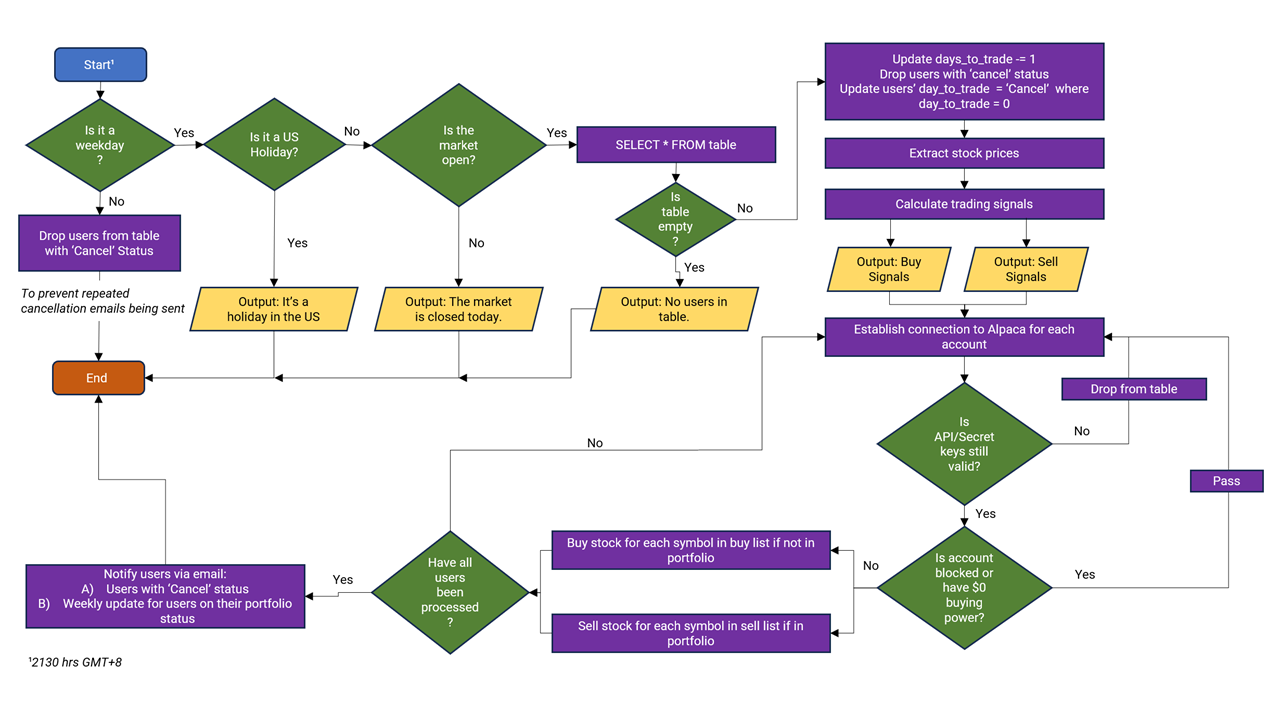 Start¹
Is it a
weekday
?
Yes
No
Drop users from table
with ‘Cancel’ Status
To prevent repeated
cancellation emails being sent
End
Is it a US
Holiday?
No
Yes
Output: It’s a
holiday in the US
Is the
market
open?
Yes
No
Output: The market
is closed today.
SELECT * FROM table
Is
table
empty
?
No
Yes
Output: No users in
table.
Update days_to_trade -= 1
Drop users with ‘cancel’ status
Update users’ day_to_trade = ‘Cancel’ where
day_to_trade = 0
Extract stock prices
Calculate trading signals
Output: Buy
Signals
Output: Sell
Signals
Establish connection to Alpaca for each
account
Is
API/Secret
keys still
valid?
No
Drop from table
Yes
Is account
blocked or
have $0
buying
power?
Yes
Pass
No
Buy stock for each symbol in buy list if not in
portfolio
Sell stock for each symbol in sell list if in
portfolio
Have all
users
been
processed
?
No
Yes
Notify users via email:
A) Users with ‘Cancel’ status
B) Weekly update for users on their portfolio
status
¹2130 hrs GMT+8